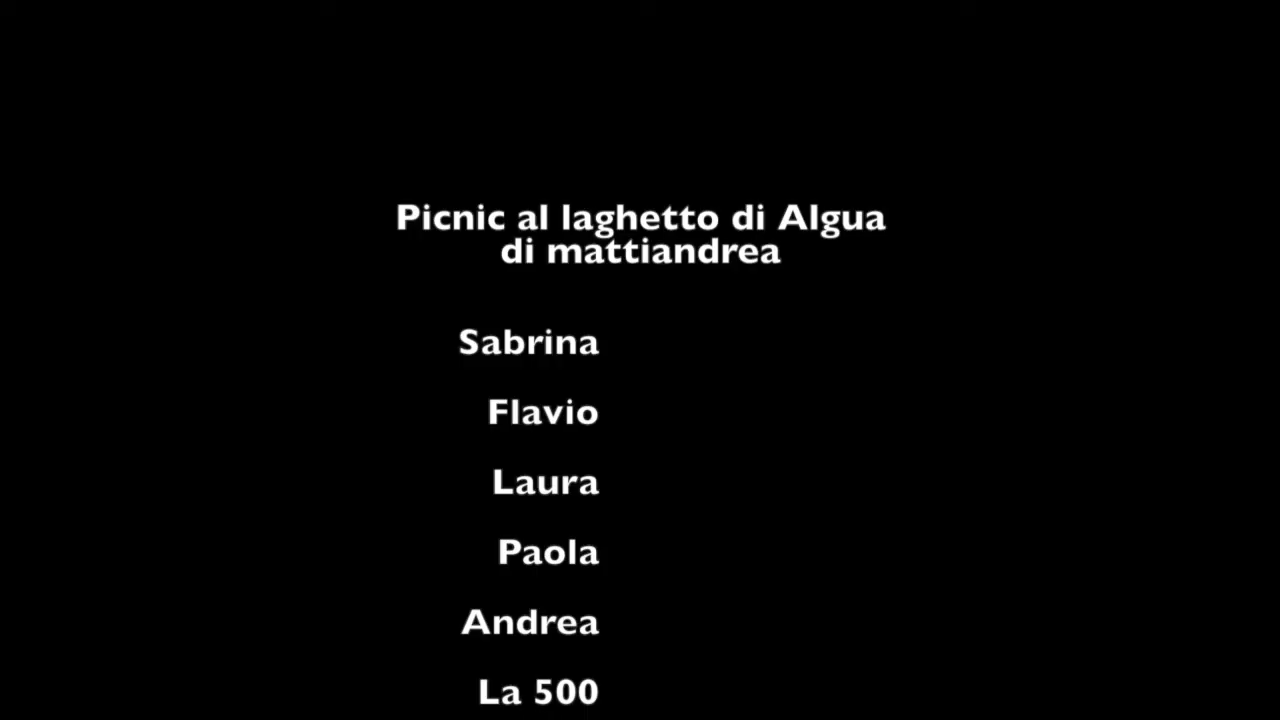 Picnic al laghetto di Algua
di mattiandrea
Sabrina
Flavio
Laura
Paola
Andrea
La 500